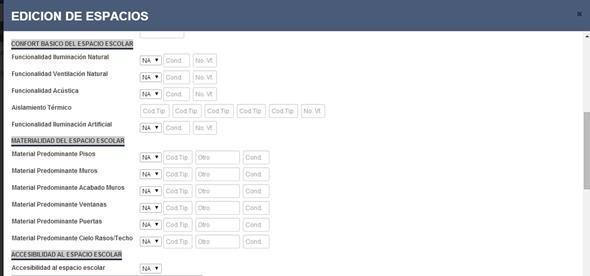 EDICION DE ESPACIOS ×
CONFORT BASICO DEL ESPACIO ESCOLAR
Funcionalidad Iluminación Natural NA Cond. No. Vf.
Funcionalidad Ventilación Natural NA Cond. No. Vf.
Funcionalidad Acústica NA Cond. No. Vf.
Aislamiento Térmico Cod.Tip. Cod.Tip. Cod.Tip. Cod.Tip. Cod.Tip. No. Vf.
Funcionalidad Iluminación Artificial NA Cond. No. Vf.
MATERIALIDAD DEL ESPACIO ESCOLAR
Material Predominante Pisos NA Cod.Tip. Otro Cond.
Material Predominante Muros NA Cod.Tip. Otro Cond.
Material Predominante Acabado Muros NA Cod.Tip. Otro Cond.
Material Predominante Ventanas NA Cod.Tip. Otro Cond.
Material Predominante Puertas NA Cod.Tip. Otro Cond.
Material Predominante Cielo Rasos/Techo NA Cod.Tip. Otro Cond.
ACCESIBILIDAD AL ESPACIO ESCOLAR
Accesibilidad al espacio escolar NA